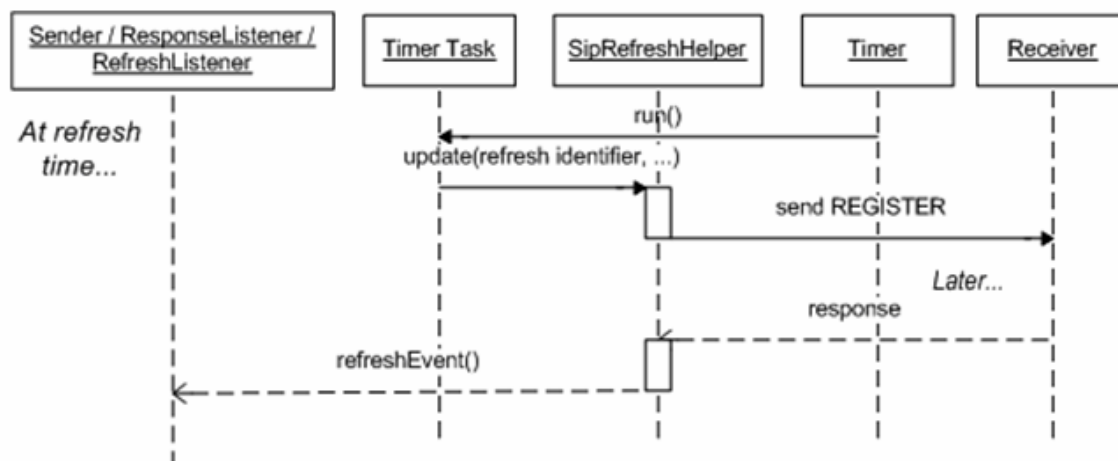 Sender / ResponseListener /
RefreshListener
Timer Task
SipRefreshHelper
Timer
Receiver
At refresh
time...
run()
update(refresh identifier, ...)
send REGISTER
Later...
response
refreshEvent()